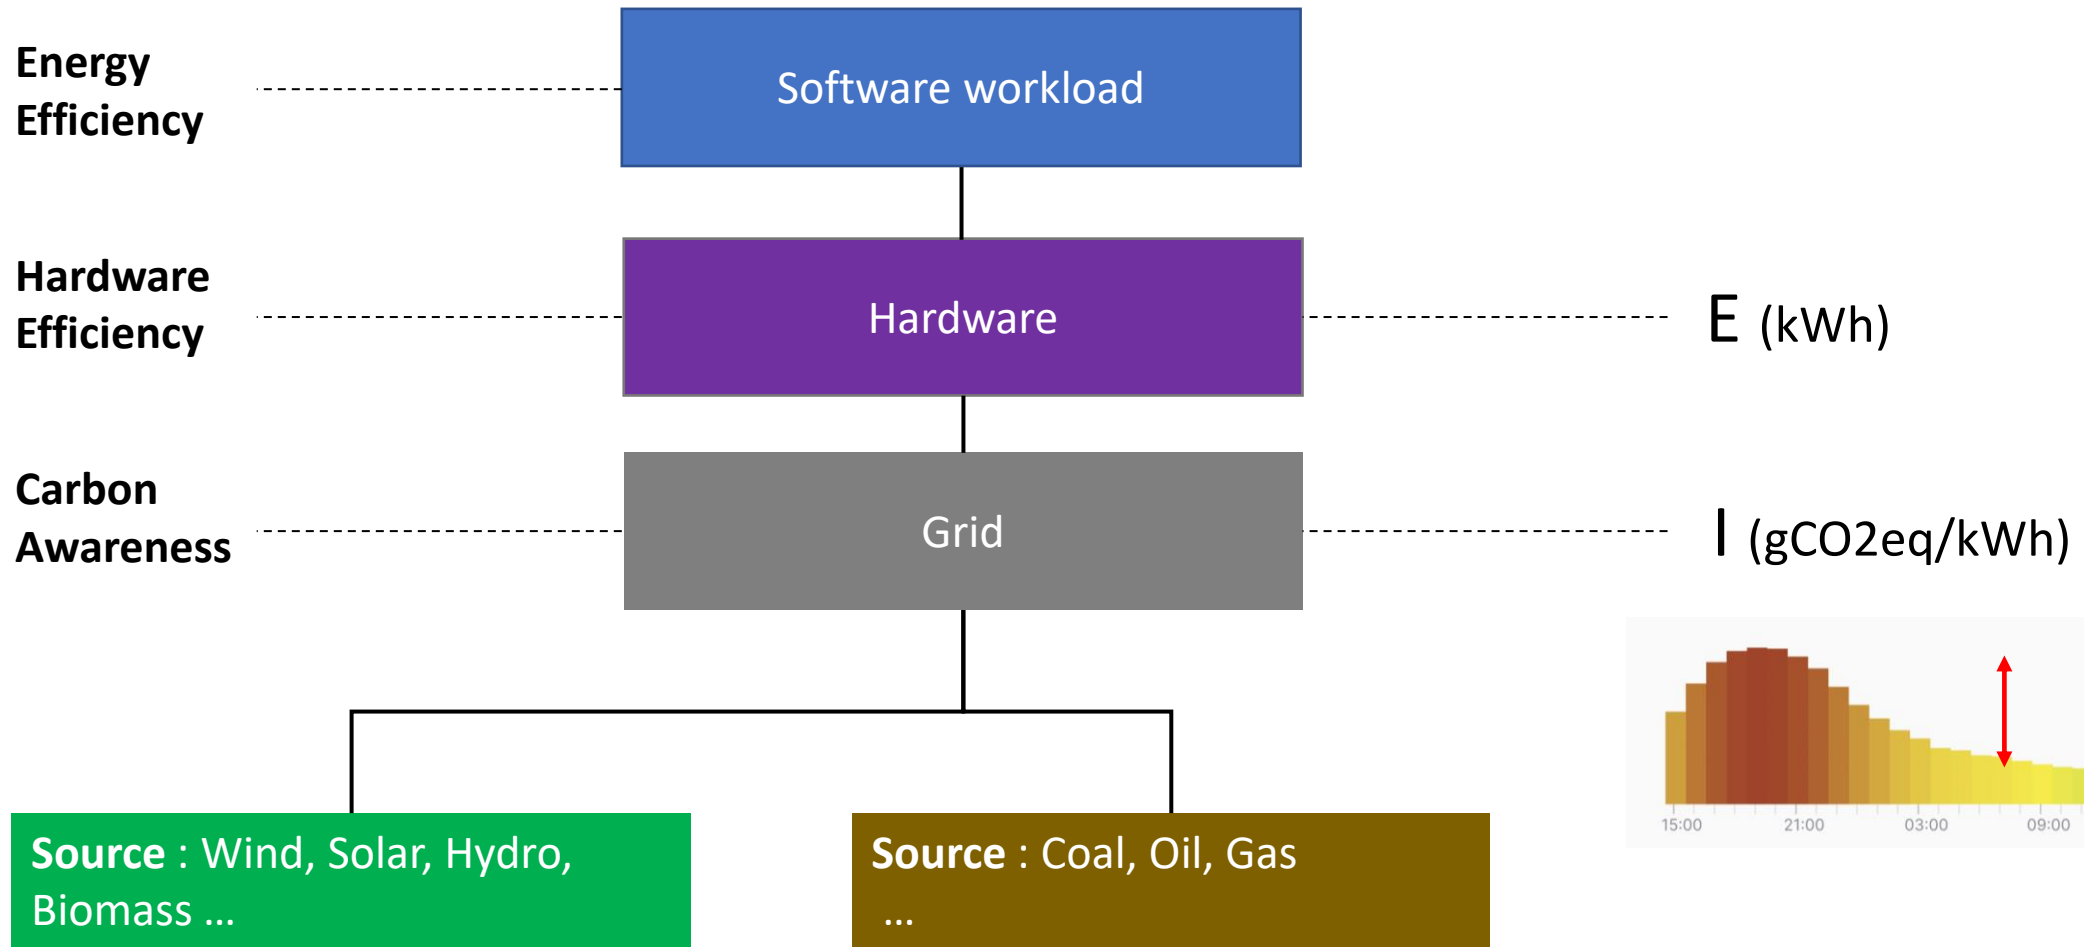 Energy
Efficiency
Software workload
Hardware
Efficiency
Hardware
E (kWh)
Carbon
Awareness
Grid
I (gCO2eq/kWh)
15:00
21:00
03:00
09:00
Source : Wind, Solar, Hydro,
Biomass ...
Source : Coal, Oil, Gas
...